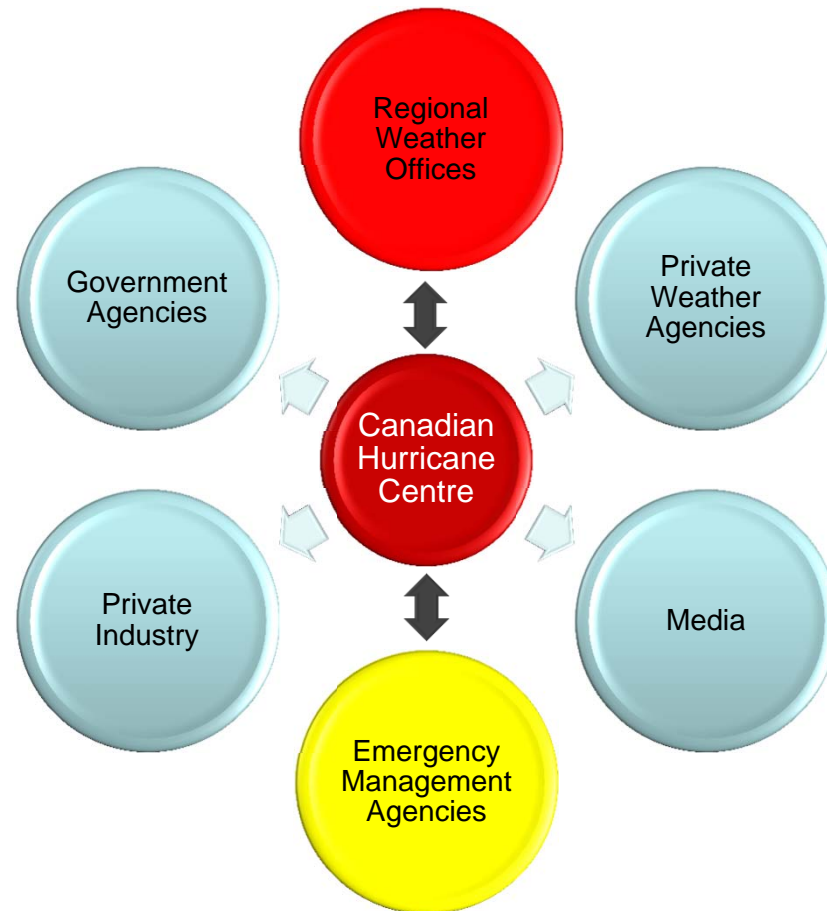 Regional
Weather
Offices
Government
Agencies
Private
Weather
Agencies
Canadian
Hurricane
Centre
Private
Industry
Media
Emergency
Management
Agencies